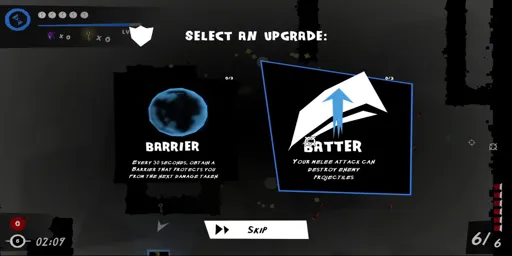 SELECT AN UPGRADE:
x 0
x 0
LV
0/3
0/3
BARRIER
EVERY 30 SECONDS, OBTAIN A
BARRIER THAT PROTECTS YOU
FROM THE NEXT DAMAGE TAKEN
BATTER
YOUR MELEE ATTACK CAN
DESTROY ENEMY
PROJECTILES
SKIP
02:07
6/6